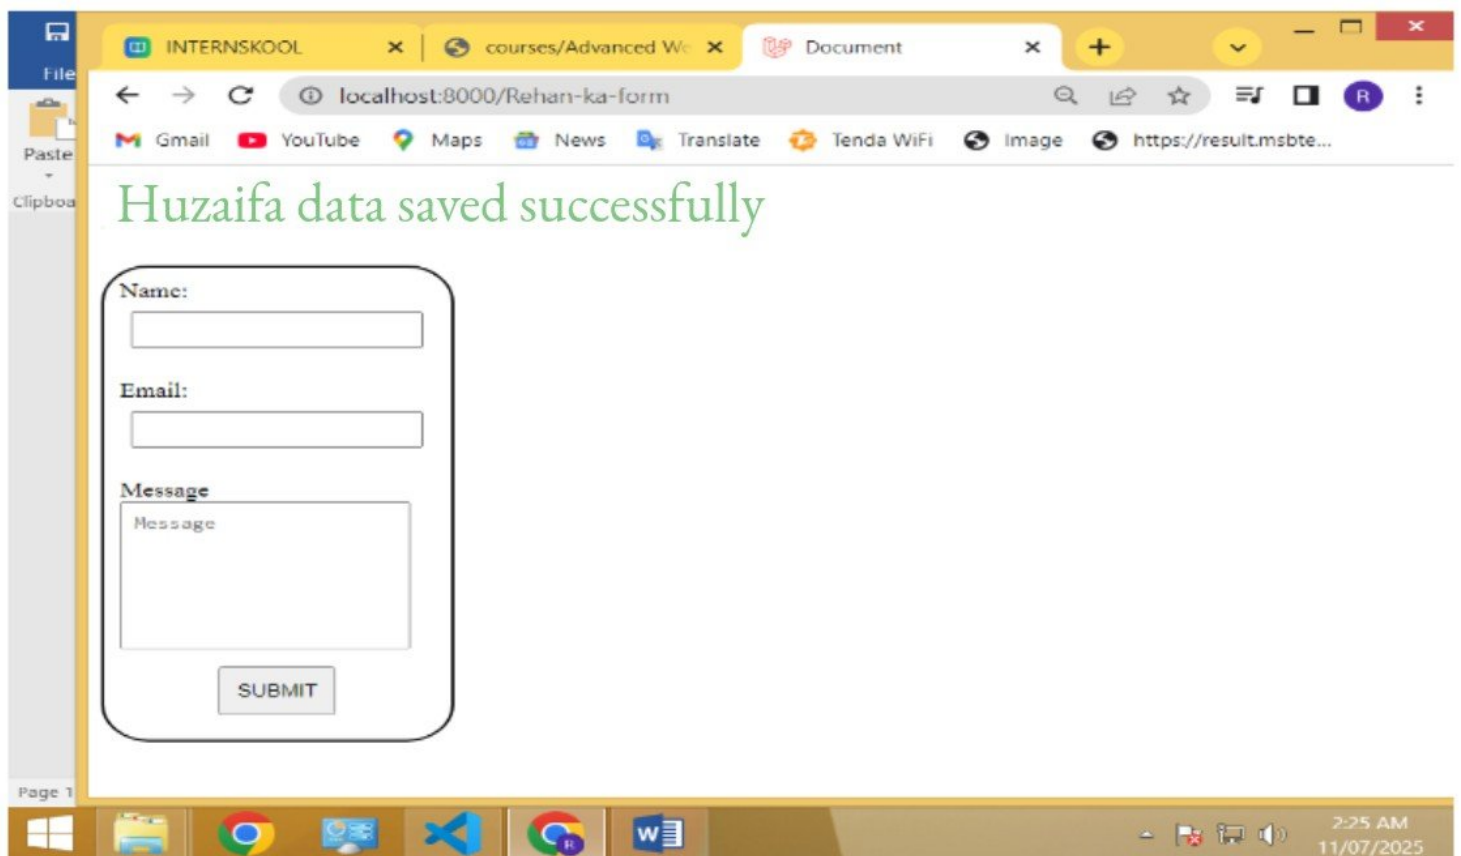 File
Paste
Clipboa
Page 1
INTERNSKOOL
courses/Advanced We
Document
localhost:8000/Rehan-ka-form
R
Gmail YouTube Maps News Translate Tenda WiFi Image https://result.msbte...
Huzaifa data saved successfully
Name:
Email:
Message
Message
SUBMIT
2:25 AM
11/07/2025